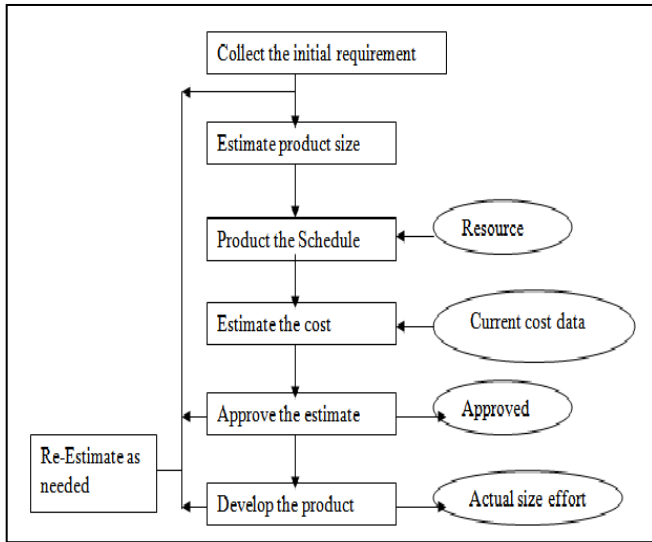 Collect the initial requirement
Estimate product size
Product the Schedule
Resource
Estimate the cost
Current cost data
Approve the estimate
Approved
Re-Estimate as
needed
Develop the product
Actual size effort